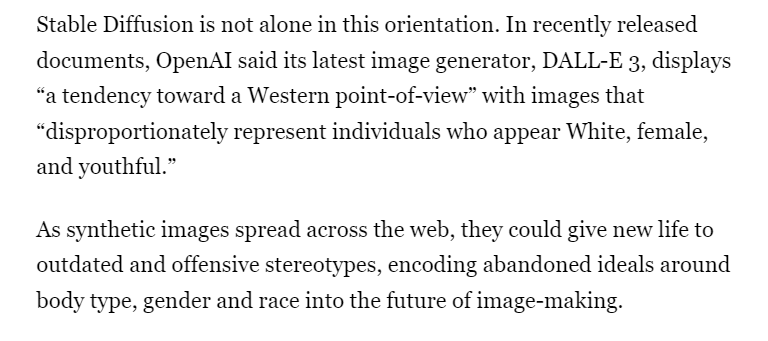 Stable Diffusion is not alone in this orientation. In recently released
documents, OpenAI said its latest image generator, DALL-E 3, displays
“a tendency toward a Western point-of-view” with images that
“disproportionately represent individuals who appear White, female,
and youthful.”
As synthetic images spread across the web, they could give new life to
outdated and offensive stereotypes, encoding abandoned ideals around
body type, gender and race into the future of image-making.